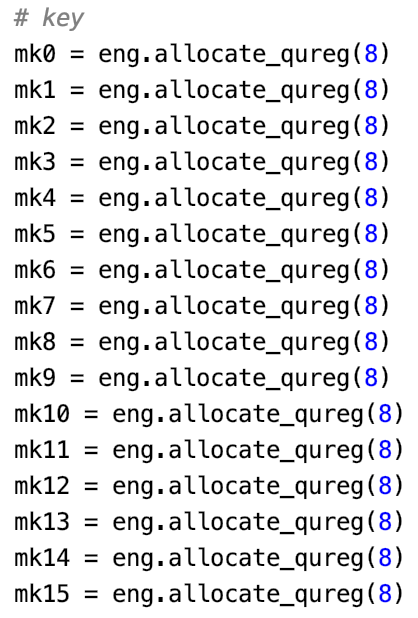 # key
mk0 = eng.allocate_qureg(8)
mk1 = eng.allocate_qureg(8)
mk2 = eng.allocate_qureg(8)
mk3 = eng.allocate_qureg(8)
mk4 = eng.allocate_qureg(8)
mk5 = eng.allocate_qureg(8)
mk6 = eng.allocate_qureg(8)
mk7 = eng.allocate_qureg(8)
mk8 = eng.allocate_qureg(8)
mk9 = eng.allocate_qureg(8)
mk10 = eng.allocate_qureg(8)
mk11 = eng.allocate_qureg(8)
mk12 = eng.allocate_qureg(8)
mk13 = eng.allocate_qureg(8)
mk14 = eng.allocate_qureg(8)
mk15 = eng.allocate_qureg(8)